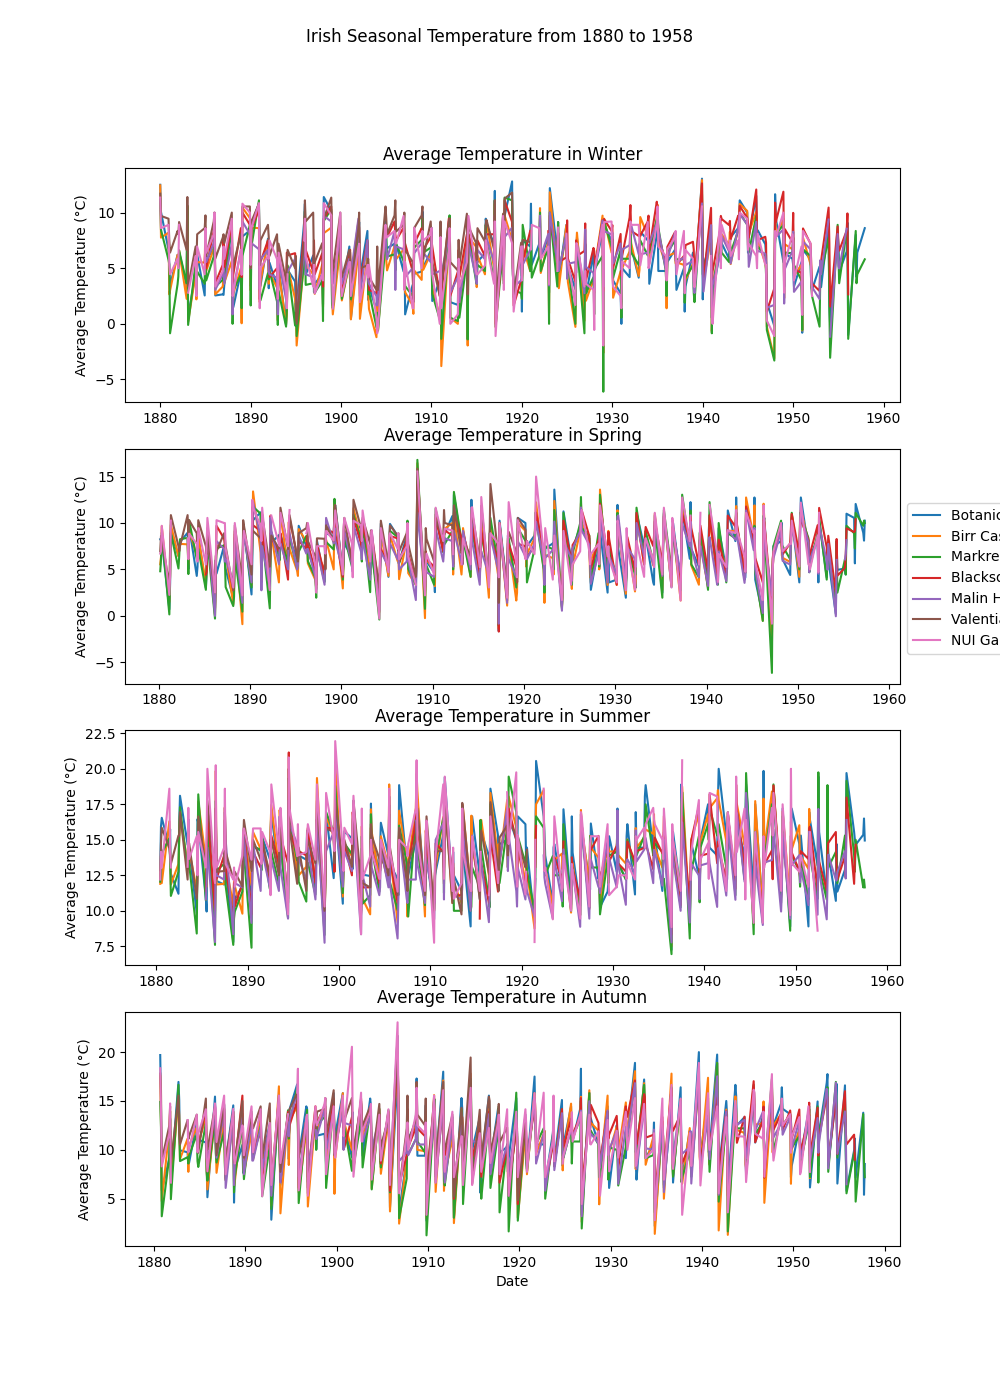 Irish Seasonal Temperature from 1880 to 1958
Average Temperature in Winter
Average Temperature (°C)
10
5
0
−5
1880 1890 1900 1910 1920 1930 1940 1950 1960
Average Temperature in Spring
Average Temperature (°C)
15
10
5
0
−5
1880 1890 1900 1910 1920 1930 1940 1950 1960
Botanic
Birr Cas
Markre
Blackso
Malin H
Valentia
NUI Ga
Average Temperature in Summer
Average Temperature (°C)
22.5
20.0
17.5
15.0
12.5
10.0
7.5
1880 1890 1900 1910 1920 1930 1940 1950 1960
Average Temperature in Autumn
Average Temperature (°C)
20
15
10
5
1880 1890 1900 1910 1920 1930 1940 1950 1960
Date